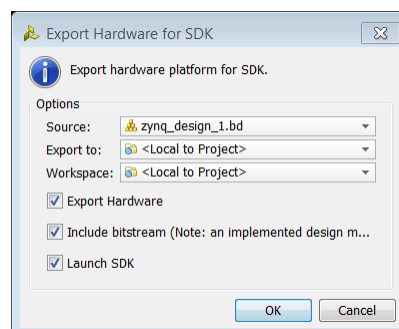 Export Hardware for SDK
Export hardware platform for SDK.
Options
Source: zynq_design_1.bd
Export to: <Local to Project>
Workspace: <Local to Project>
Export Hardware
Include bitstream (Note: an implemented design m...
Launch SDK
OK Cancel